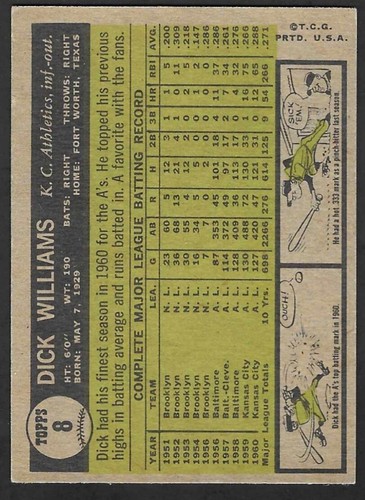 TOPPS
8
DICK WILLIAMS
K. C. Athletics, inf.-out.
HT: 6'0" WT: 190 BATS: RIGHT THROWS: RIGHT
BORN: MAY 7, 1929 HOME: FORT WORTH, TEXAS
Dick had his finest season in 1960 for the A's. He topped his previous
highs in batting average and runs batted in. A favorite with the fans.
COMPLETE MAJOR LEAGUE BATTING RECORD
YEAR TEAM LEA. G AB R H 2B 3B HR RBI AVG.
1951 Brooklyn N. L. 23 60 5 12 3 1 1 5 .200
1952 Brooklyn N. L. 36 68 13 21 4 1 0 11 .309
1953 Brooklyn N. L. 30 55 4 12 2 0 2 5 .218
1954 Brooklyn N. L. 16 34 5 5 0 0 1 2 .147
1956 Brooklyn N. L. 7 7 0 2 0 0 0 0 .286
1956 Baltimore A. L. 87 353 45 101 18 4 11 37 .286
1957 Bat.-Cleve. A. L. 114 372 49 97 17 2 7 34 .261
1958 Baltimore A. L. 128 409 36 113 17 0 4 32 .276
1959 Kansas City A. L. 130 488 72 130 33 1 16 75 .266
1960 Kansas City A. L. 127 420 47 121 31 0 12 65 .288
Major League Totals 10 Yrs. 698 2266 276 614 125 9 54 266 .271
OUCH!
Dick had the A's top batting mark in 1960.
SICK 'EM!
He had a hot .333 mark as a pinch-hitter last season.
© T. C. G.
PRTD. U. S. A.